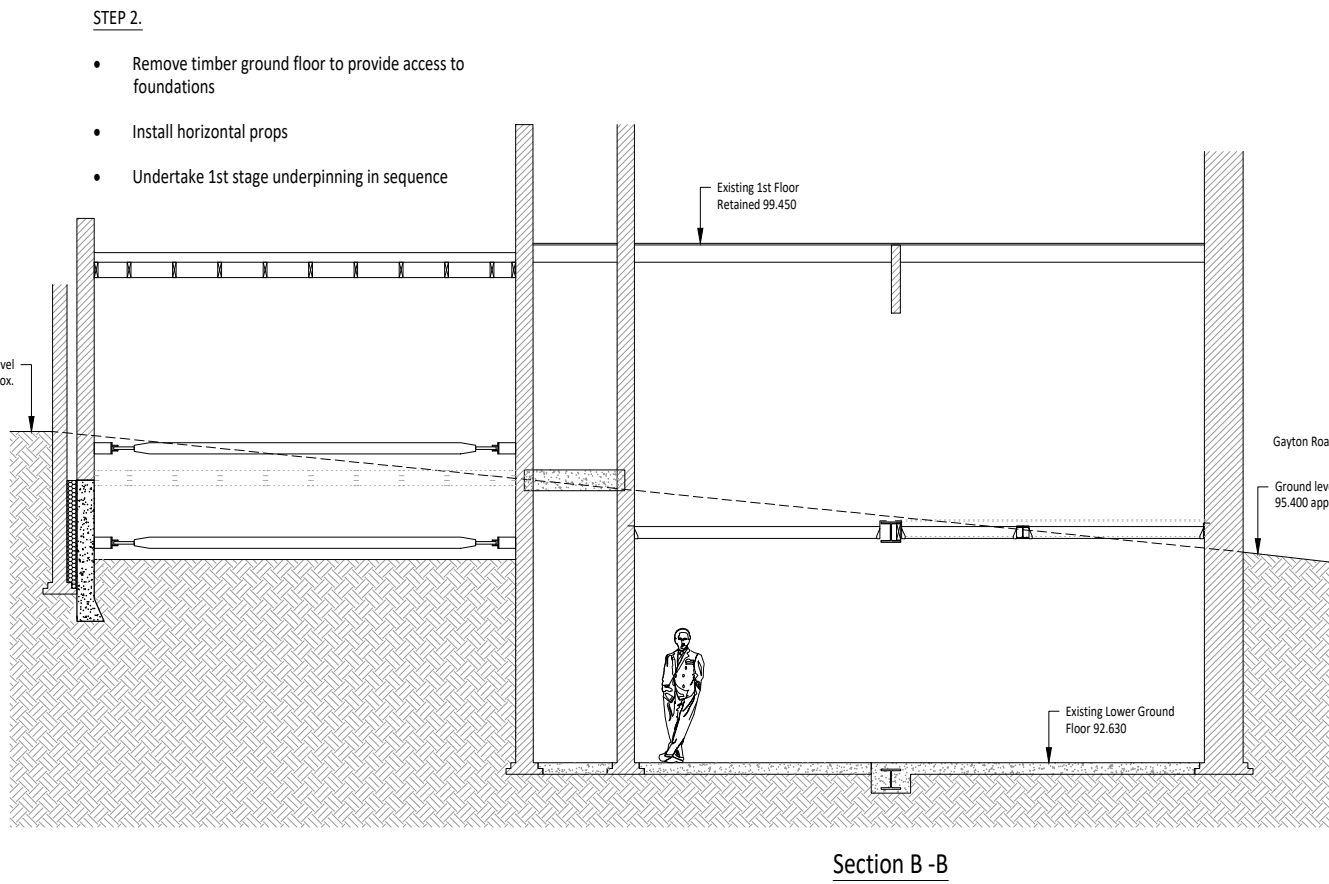 STEP 2.
• Remove timber ground floor to provide access to
foundations
• Install horizontal props
• Undertake 1st stage underpinning in sequence
Existing 1st Floor
Retained 99.450
Gayton Roa
Ground leve
95.400 app
Existing Lower Ground
Floor 92.630
Section B -B